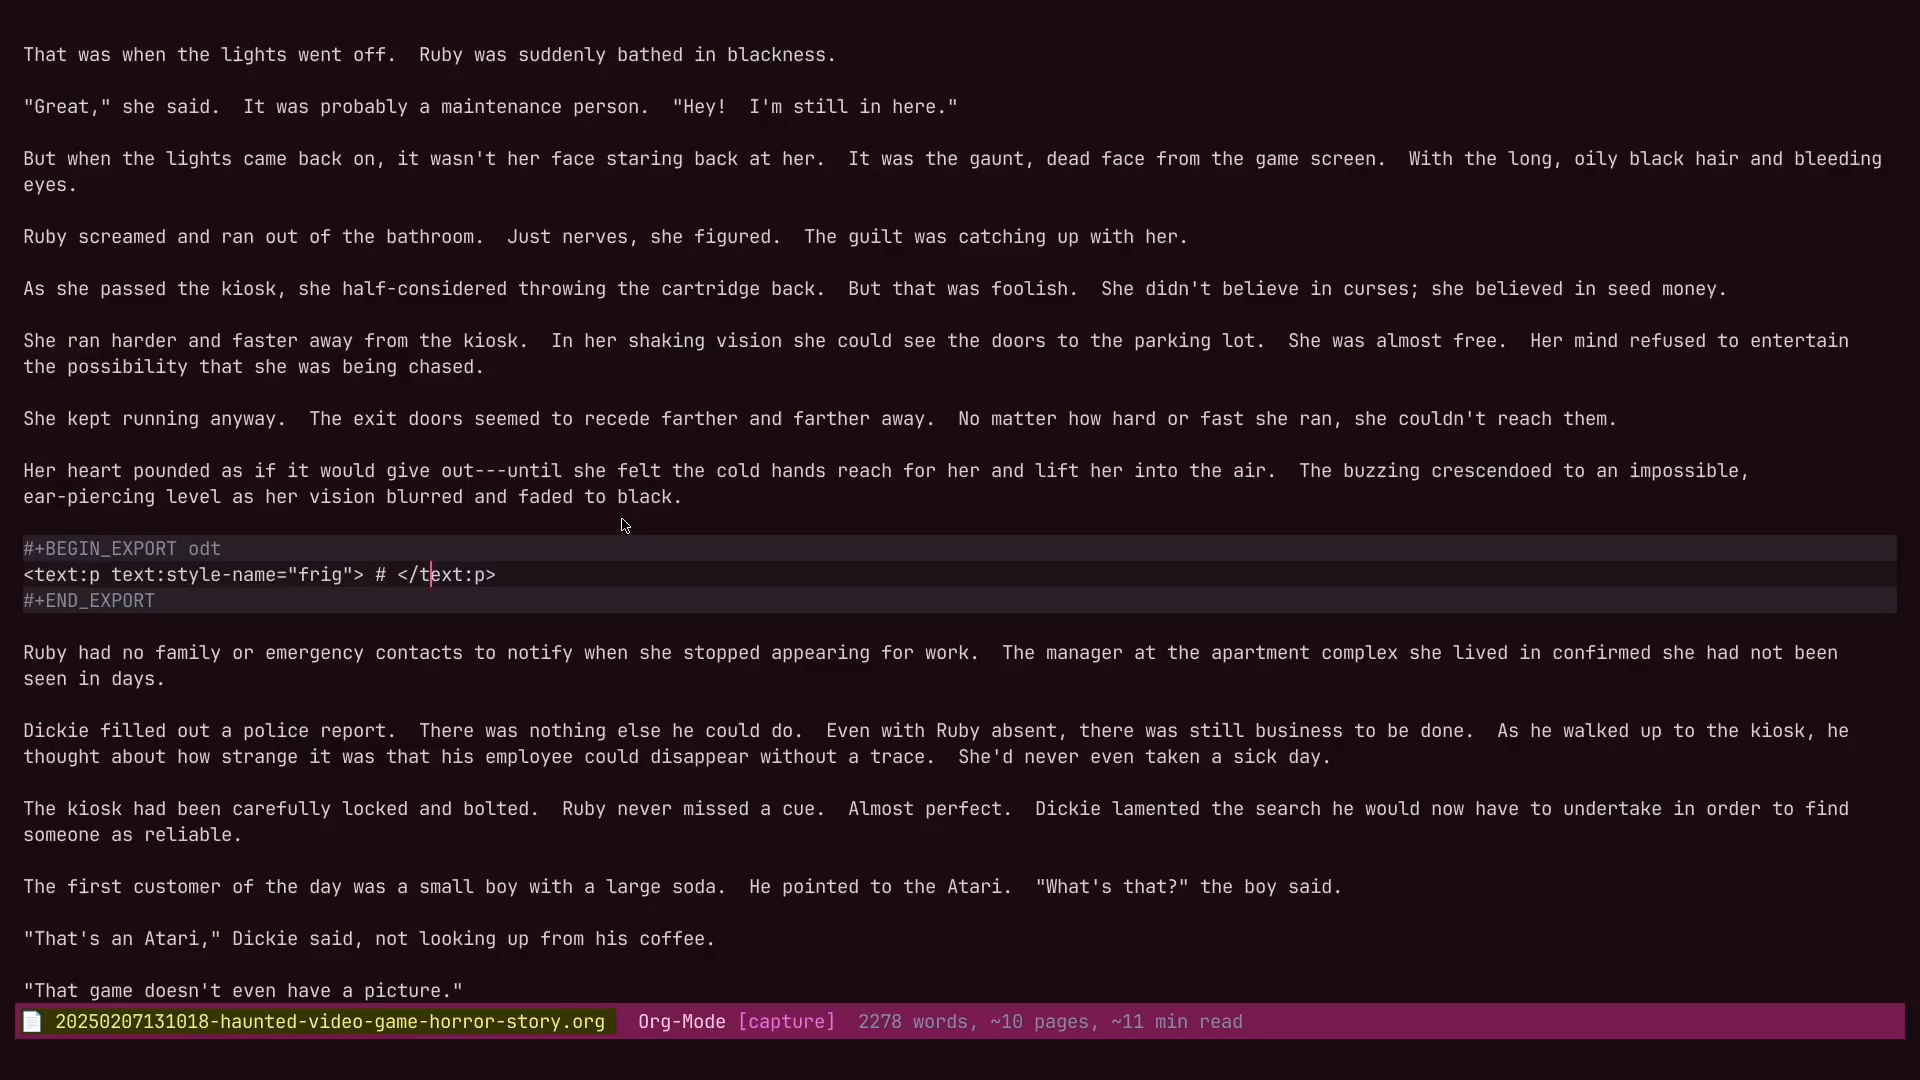 That was when the lights went off.  Ruby was suddenly bathed in blackness.
"Great," she said.  It was probably a maintenance person.  "Hey!  I'm still in here."
But when the lights came back on, it wasn't her face staring back at her.  It was the gaunt, dead face from the game screen.  With the long, oily black hair and bleeding
eyes.
Ruby screamed and ran out of the bathroom.  Just nerves, she figured.  The guilt was catching up with her.
As she passed the kiosk, she half-considered throwing the cartridge back.  But that was foolish.  She didn't believe in curses; she believed in seed money.
She ran harder and faster away from the kiosk.  In her shaking vision she could see the doors to the parking lot.  She was almost free.  Her mind refused to entertain
the possibility that she was being chased.
She kept running anyway.  The exit doors seemed to recede farther and farther away.  No matter how hard or fast she ran, she couldn't reach them.
Her heart pounded as if it would give out---until she felt the cold hands reach for her and lift her into the air.  The buzzing crescendoed to an impossible,
ear-piercing level as her vision blurred and faded to black.
#+BEGIN_EXPORT odt
<text:p text:style-name="frig"> # </text:p>
#+END_EXPORT
Ruby had no family or emergency contacts to notify when she stopped appearing for work.  The manager at the apartment complex she lived in confirmed she had not been
seen in days.
Dickie filled out a police report.  There was nothing else he could do.  Even with Ruby absent, there was still business to be done.  As he walked up to the kiosk, he
thought about how strange it was that his employee could disappear without a trace.  She'd never even taken a sick day.
The kiosk had been carefully locked and bolted.  Ruby never missed a cue.  Almost perfect.  Dickie lamented the search he would now have to undertake in order to find
someone as reliable.
The first customer of the day was a small boy with a large soda.  He pointed to the Atari.  "What's that?" the boy said.
"That's an Atari," Dickie said, not looking up from his coffee.
"That game doesn't even have a picture."
20250207131018-haunted-video-game-horror-story.org  Org-Mode [capture]  2278 words, ~10 pages, ~11 min read